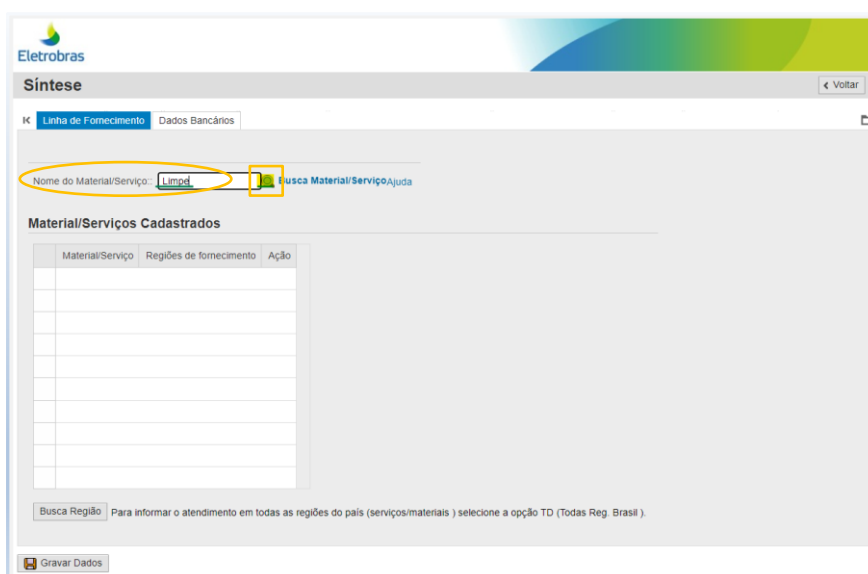 Eletrobras
Síntese
Voltar
Linha de Fornecimento Dados Bancários
Nome do Material/Serviço:: Limpe Busca Material/Serviço Ajuda
Material/Serviços Cadastrados
Material/Serviço Regiões de fornecimento Ação
Busca Região Para informar o atendimento em todas as regiões do país (serviços/materiais ) selecione a opção TD (Todas Reg. Brasil ).
Gravar Dados